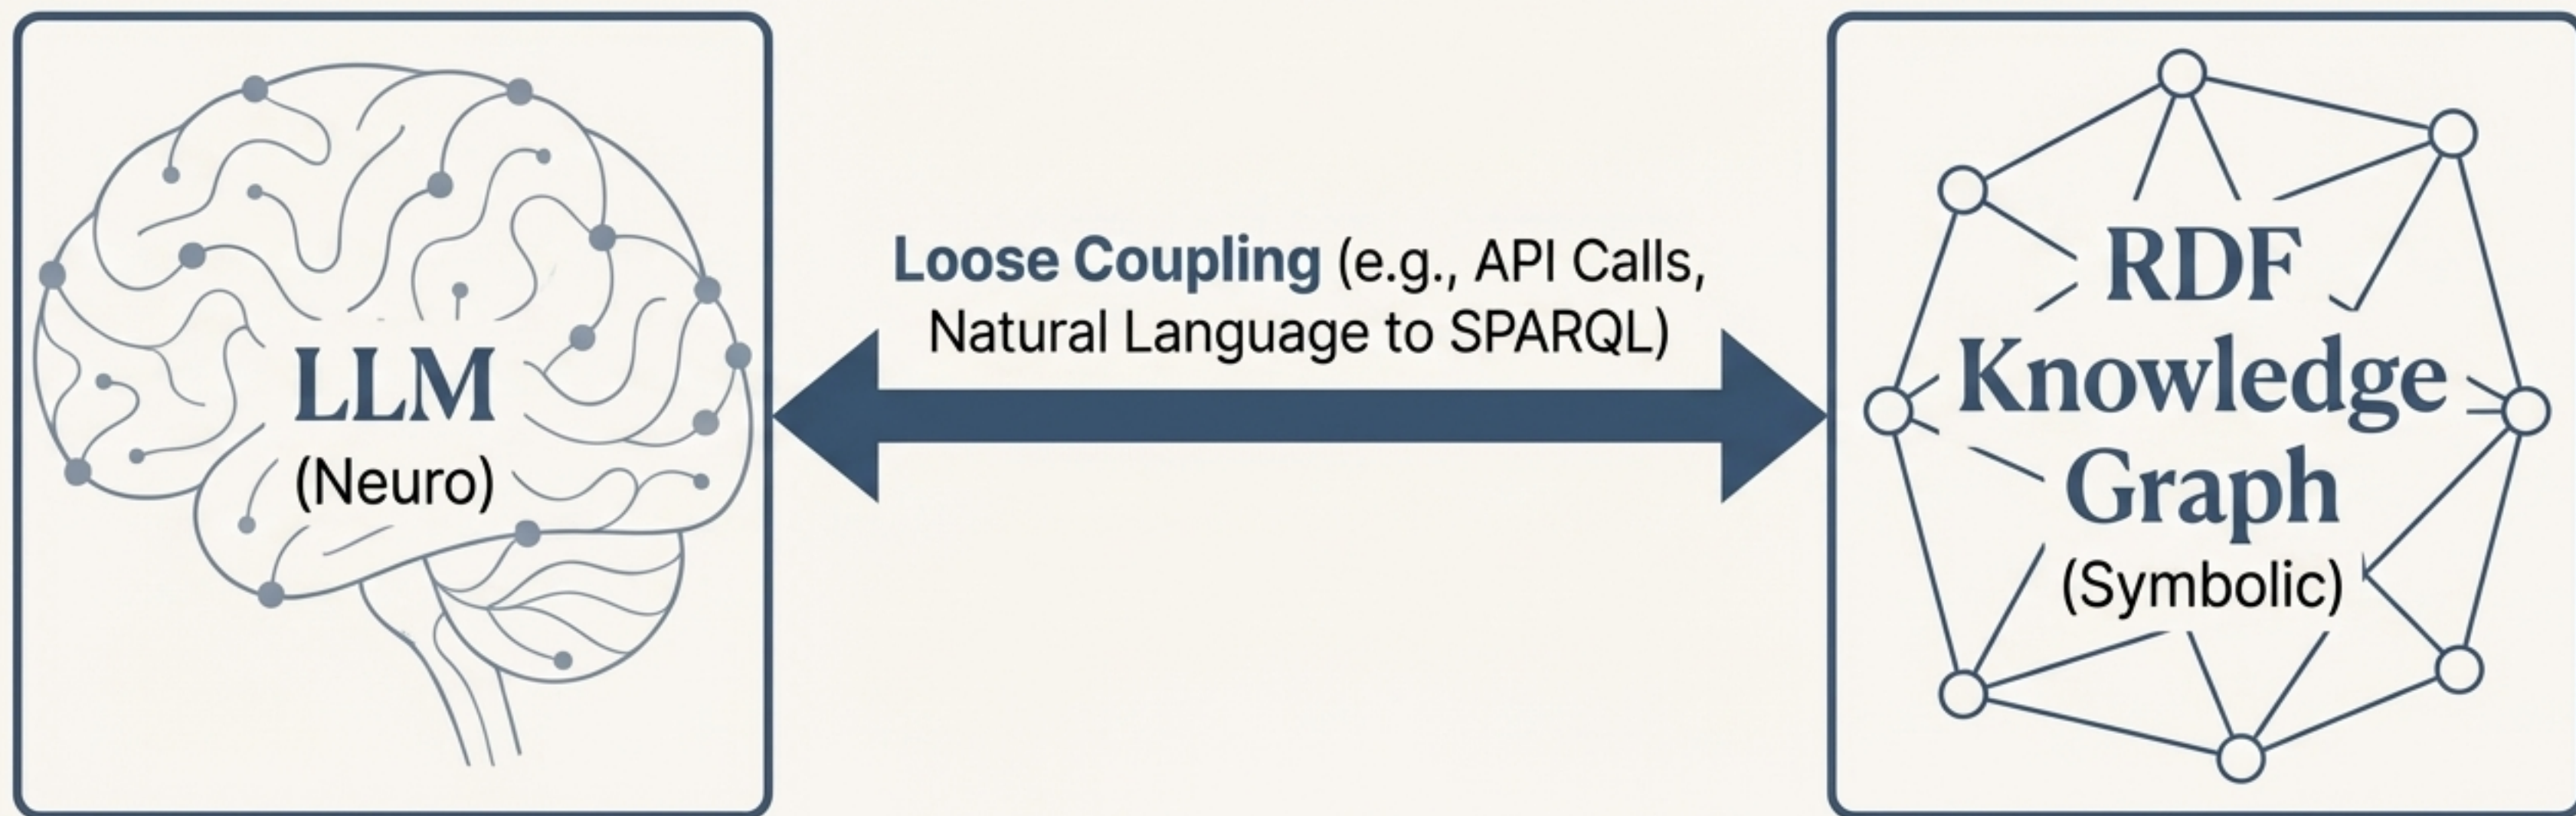 LLM
(Neuro)
Loose Coupling (e.g., API Calls,
Natural Language to SPARQL)
RDF
Knowledge
Graph
(Symbolic)